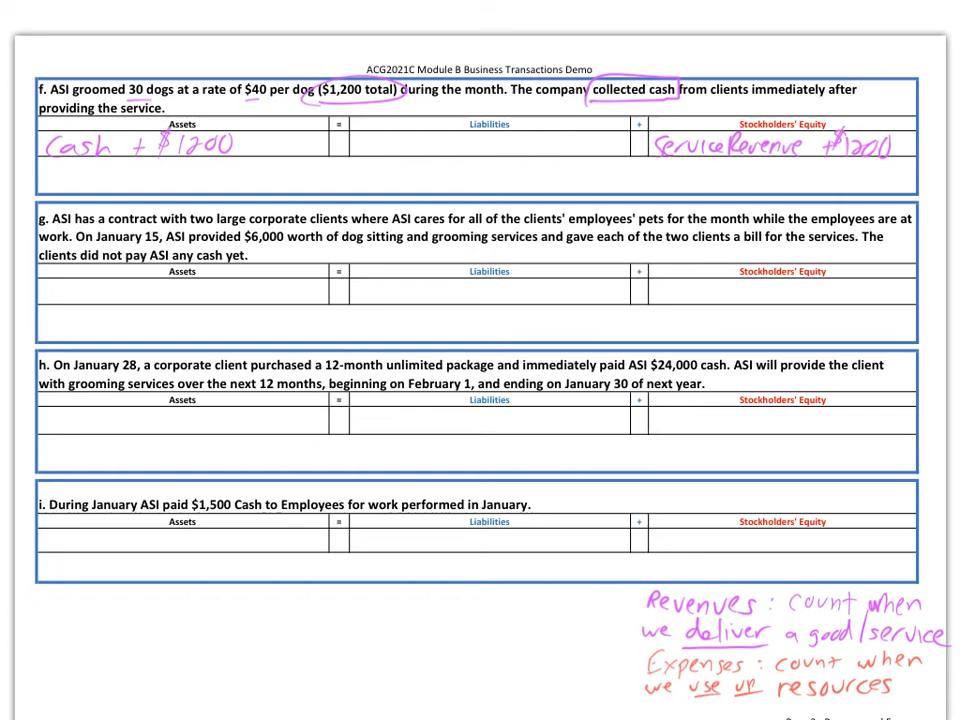 ACG2021C Module B Business Transactions Demo
f. ASI groomed 30 dogs at a rate of $40 per dog ($1,200 total) during the month. The company collected cash from clients immediately after
providing the service.
Assets = Liabilities + Stockholders' Equity
Cash + $1200 Service Revenue +$1200
g. ASI has a contract with two large corporate clients where ASI cares for all of the clients' employees' pets for the month while the employees are at
work. On January 15, ASI provided $6,000 worth of dog sitting and grooming services and gave each of the two clients a bill for the services. The
clients did not pay ASI any cash yet.
Assets = Liabilities + Stockholders' Equity
h. On January 28, a corporate client purchased a 12-month unlimited package and immediately paid ASI $24,000 cash. ASI will provide the client
with grooming services over the next 12 months, beginning on February 1, and ending on January 30 of next year.
Assets = Liabilities + Stockholders' Equity
i. During January ASI paid $1,500 Cash to Employees for work performed in January.
Assets = Liabilities + Stockholders' Equity
Revenues : count when
we deliver a good/service
Expenses : count when
we use up resources